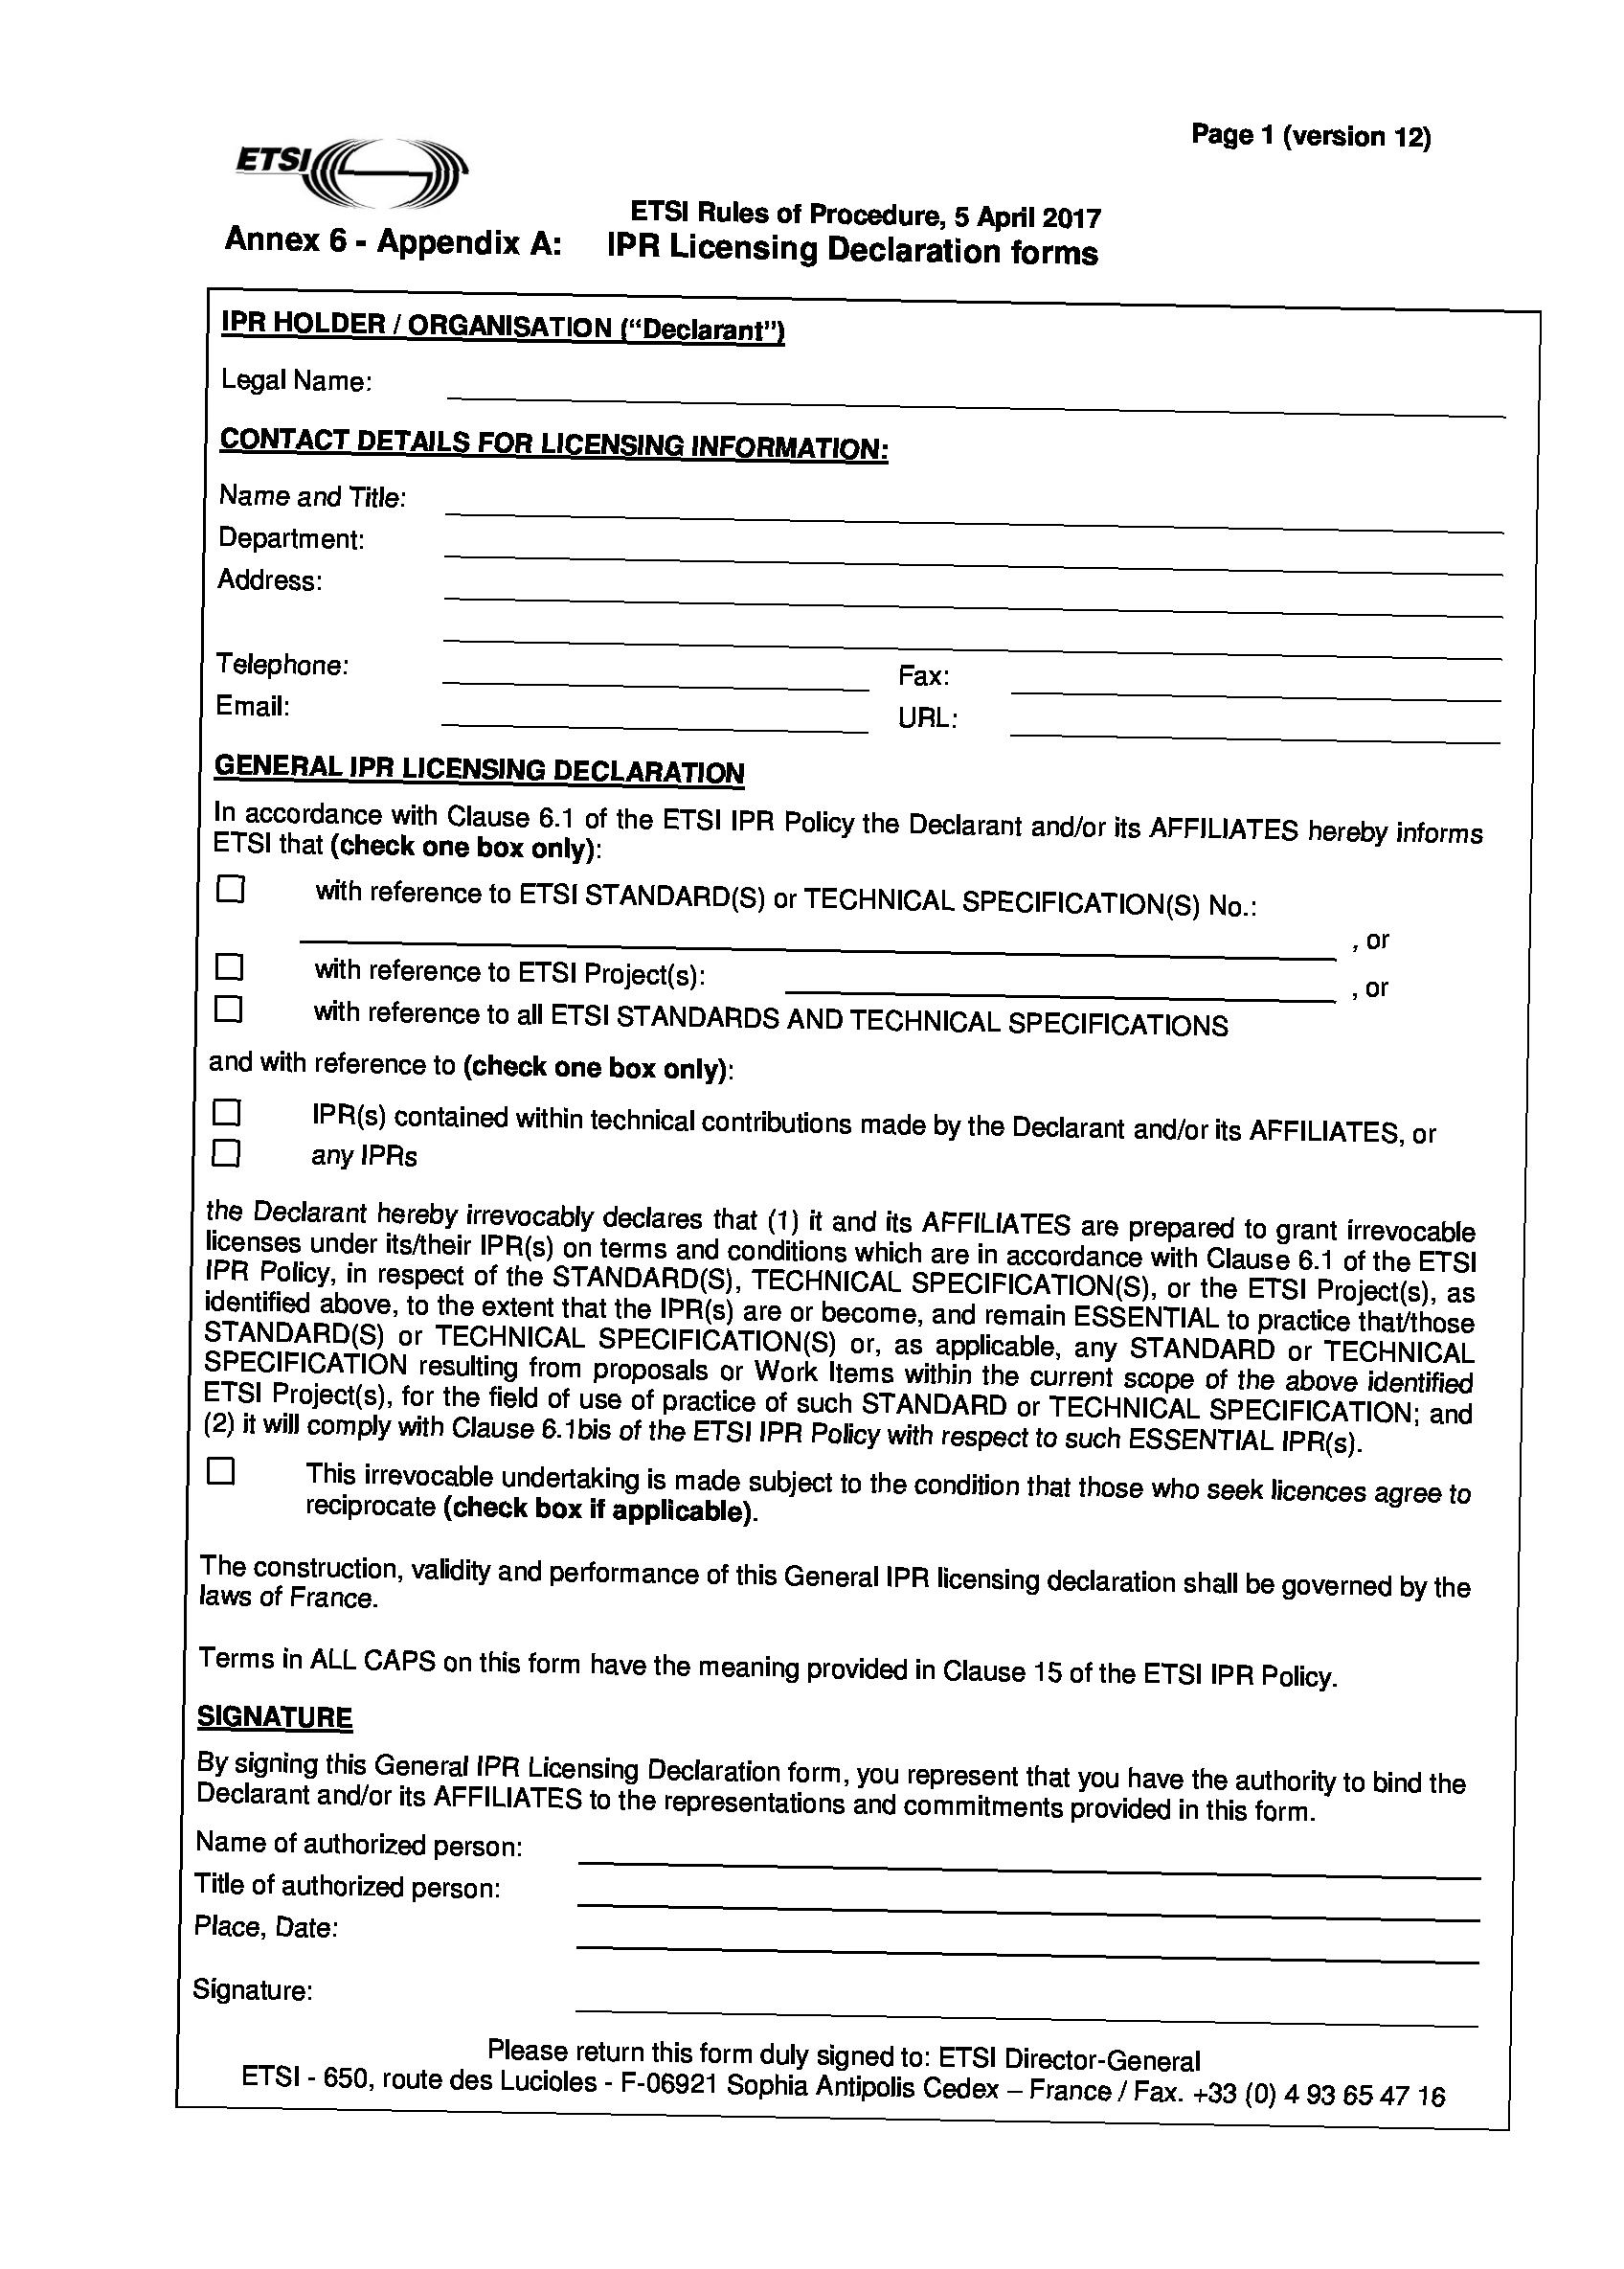 Page 1 (version 12)
ETSI
ETSI Rules of Procedure, 5 April 2017
Annex 6 - Appendix A: IPR Licensing Declaration forms
IPR HOLDER / ORGANISATION (“Declarant”)
Legal Name:
CONTACT DETAILS FOR LICENSING INFORMATION:
Name and Title:
Department:
Address:
Telephone: Fax:
Email: URL:
GENERAL IPR LICENSING DECLARATION
In accordance with Clause 6.1 of the ETSI IPR Policy the Declarant and/or its AFFILIATES hereby informs
ETSI that (check one box only):
with reference to ETSI STANDARD(S) or TECHNICAL SPECIFICATION(S) No.:
, or
with reference to ETSI Project(s): , or
with reference to all ETSI STANDARDS AND TECHNICAL SPECIFICATIONS
and with reference to (check one box only):
IPR(s) contained within technical contributions made by the Declarant and/or its AFFILIATES, or
any IPRs
the Declarant hereby irrevocably declares that (1) it and its AFFILIATES are prepared to grant irrevocable
licenses under its/their IPR(s) on terms and conditions which are in accordance with Clause 6.1 of the ETSI
IPR Policy, in respect of the STANDARD(S), TECHNICAL SPECIFICATION(S), or the ETSI Project(s), as
identified above, to the extent that the IPR(s) are or become, and remain ESSENTIAL to practice that/those
STANDARD(S) or TECHNICAL SPECIFICATION(S) or, as applicable, any STANDARD or TECHNICAL
SPECIFICATION resulting from proposals or Work Items within the current scope of the above identified
ETSI Project(s), for the field of use of practice of such STANDARD or TECHNICAL SPECIFICATION; and
(2) it will comply with Clause 6.1bis of the ETSI IPR Policy with respect to such ESSENTIAL IPR(s).
This irrevocable undertaking is made subject to the condition that those who seek licences agree to
reciprocate (check box if applicable).
The construction, validity and performance of this General IPR licensing declaration shall be governed by the
laws of France.
Terms in ALL CAPS on this form have the meaning provided in Clause 15 of the ETSI IPR Policy.
SIGNATURE
By signing this General IPR Licensing Declaration form, you represent that you have the authority to bind the
Declarant and/or its AFFILIATES to the representations and commitments provided in this form.
Name of authorized person:
Title of authorized person:
Place, Date:
Signature:
Please return this form duly signed to: ETSI Director-General
ETSI - 650, route des Lucioles - F-06921 Sophia Antipolis Cedex – France / Fax. +33 (0) 4 93 65 47 16